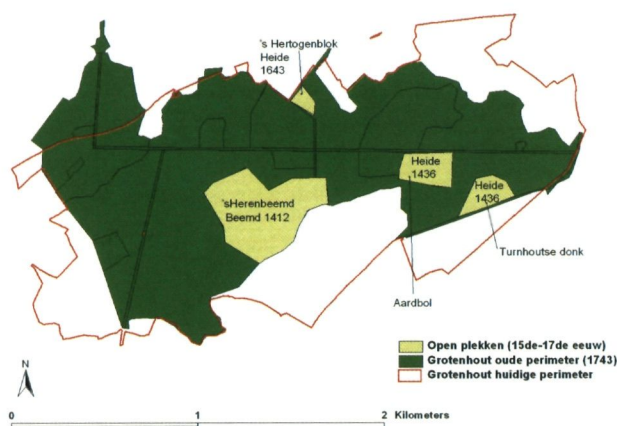 's Hertogenblok
Heide
1643
Heide
1436
Heide
1436
'sHerenbeemd
Beemd 1412
Turnhoutse donk
Aardbol
Open plekken (15de-17de eeuw)
Grotenhout oude perimeter (1743)
Grotenhout huidige perimeter
N
0 1 2 Kilometers